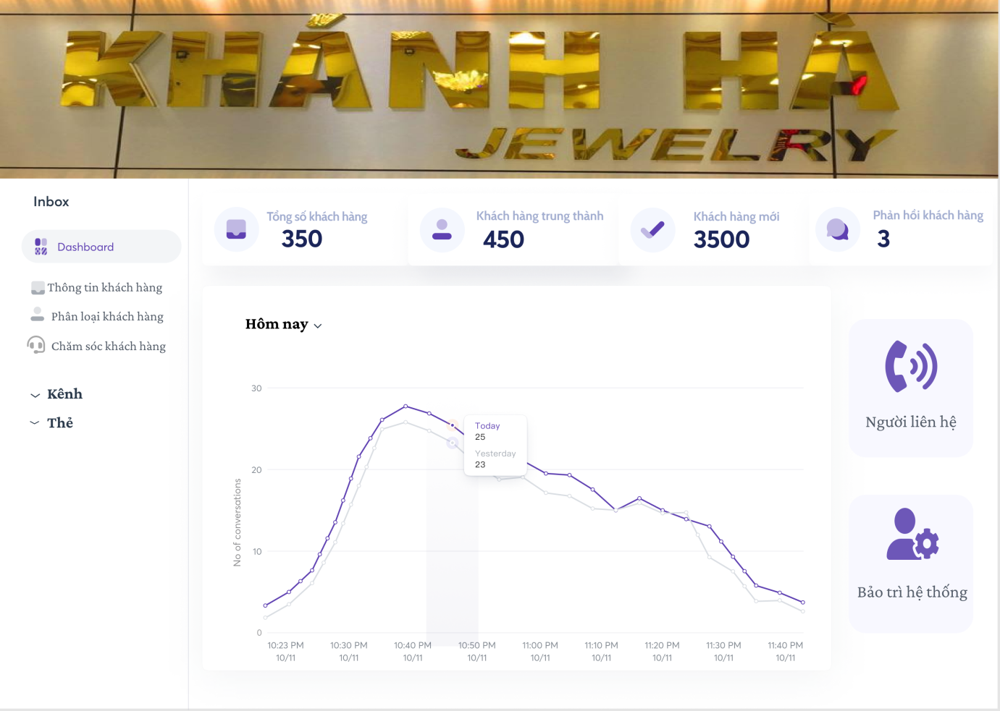 KHÁNH HÀ
JEWELRY
Inbox
Dashboard
Thông tin khách hàng
Phân loại khách hàng
Chăm sóc khách hàng
Kênh
Thẻ
Tổng số khách hàng
350
Khách hàng trung thành
450
Khách hàng mới
3500
Phản hồi khách hàng
3
Hôm nay
No of conversations
30
20
10
0
Today
25
Yesterday
23
10:23 PM 10:30 PM 10:40 PM 10:50 PM 11:00 PM 11:10 PM 11:20 PM 11:30 PM 11:40 PM
10/11 10/11 10/11 10/11 10/11 10/11 10/11 10/11 10/11
Người liên hệ
Bảo trì hệ thống